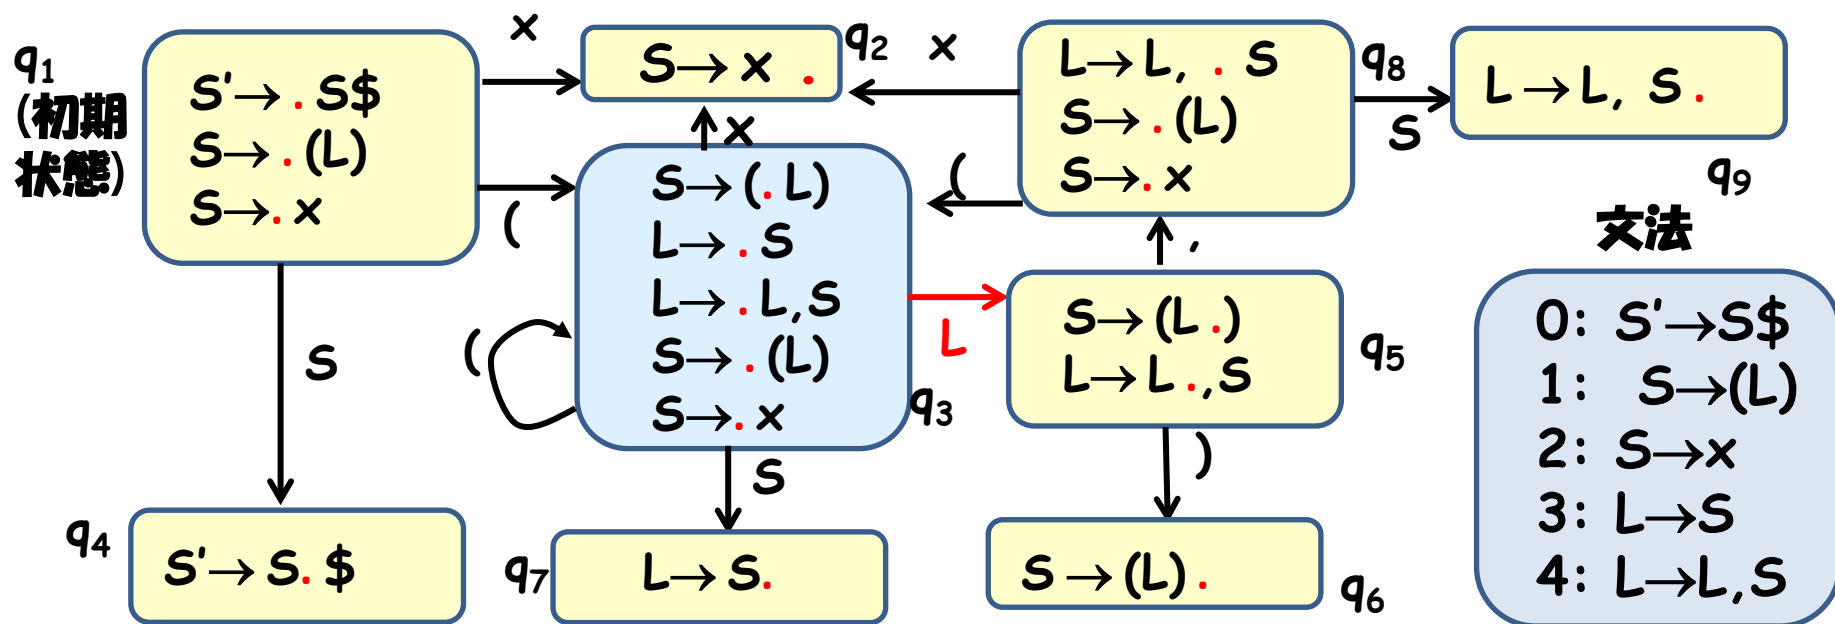 q1
(初期
状態)
S'→ . S$
S→ . (L)
S→. x
x
(
S
q2
S→ x .
x
x
q3
S→ (. L)
L→ . S
L→ . L,S
S→ . (L)
S→. x
(
S
L
(
q8
L→ L, . S
S→ . (L)
S→. x
S
L → L, S .
q9
,
S→ (L .)
L→ L .,S
q5
)
q4
S'→ S. $
q7
L→ S.
S → (L) .
q6
文法
0: S'→S$
1: S→(L)
2: S→x
3: L→S
4: L→L,S